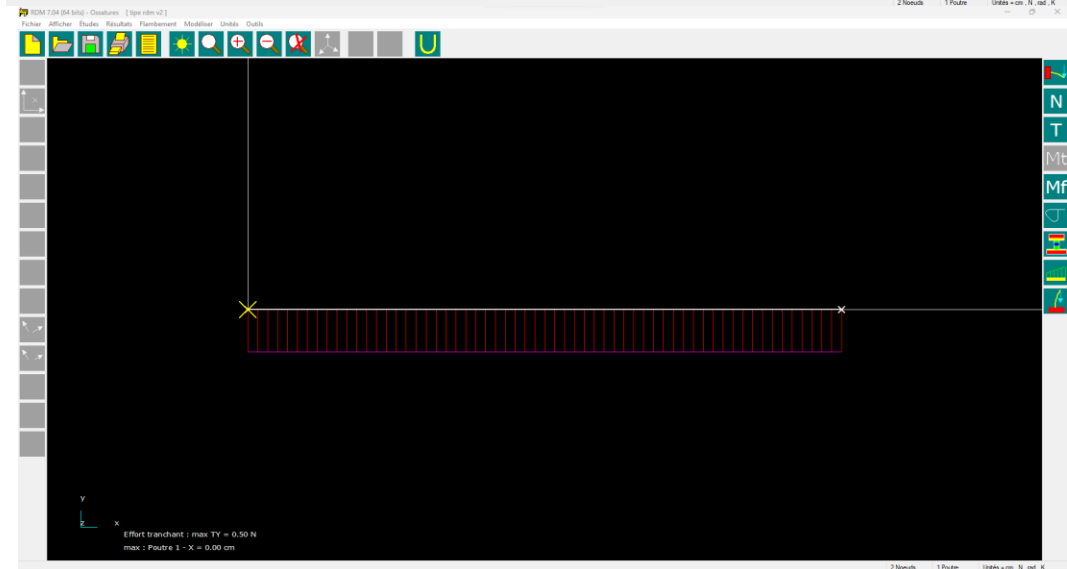 2 Noeuds 1 Poutre Unités = cm , N , rad , K
RDM 7.04 (64 bits) - Ossatures [ tipe rdm v2 ]
Fichier Afficher Études Résultats Flambement Modéliser Unités Outils
U
N
T
Mt
Mf
x
y
z x
Effort tranchant : max TY = 0.50 N
max : Poutre 1 - X = 0.00 cm
2 Noeuds 1 Poutre Unités = cm , N , rad , K